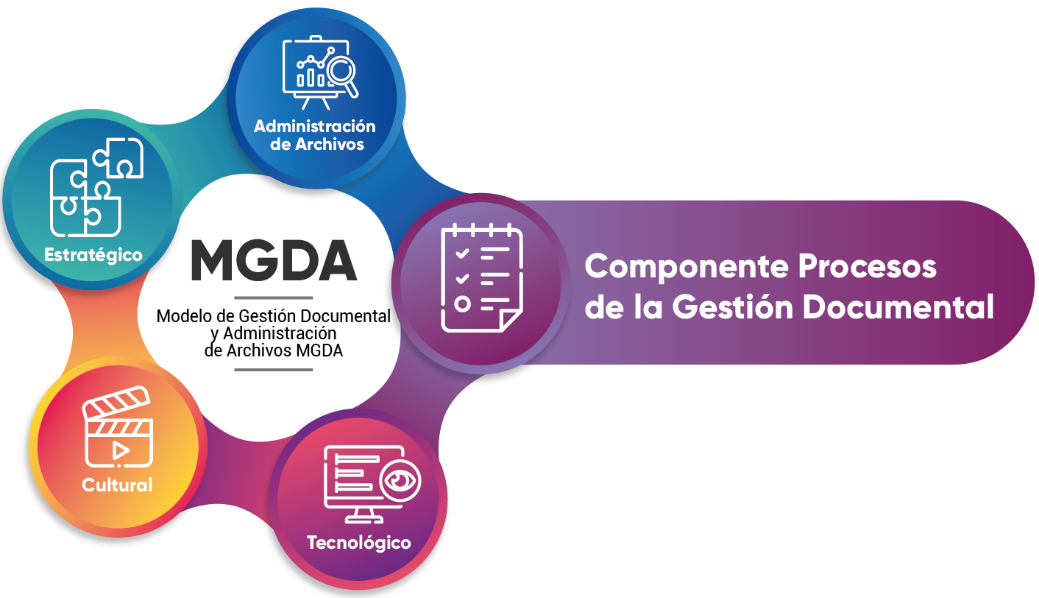 Administración
de Archivos
Estratégico
MGDA
Modelo de Gestión Documental
y Administración
de Archivos MGDA
Componente Procesos
de la Gestión Documental
Cultural
Tecnológico